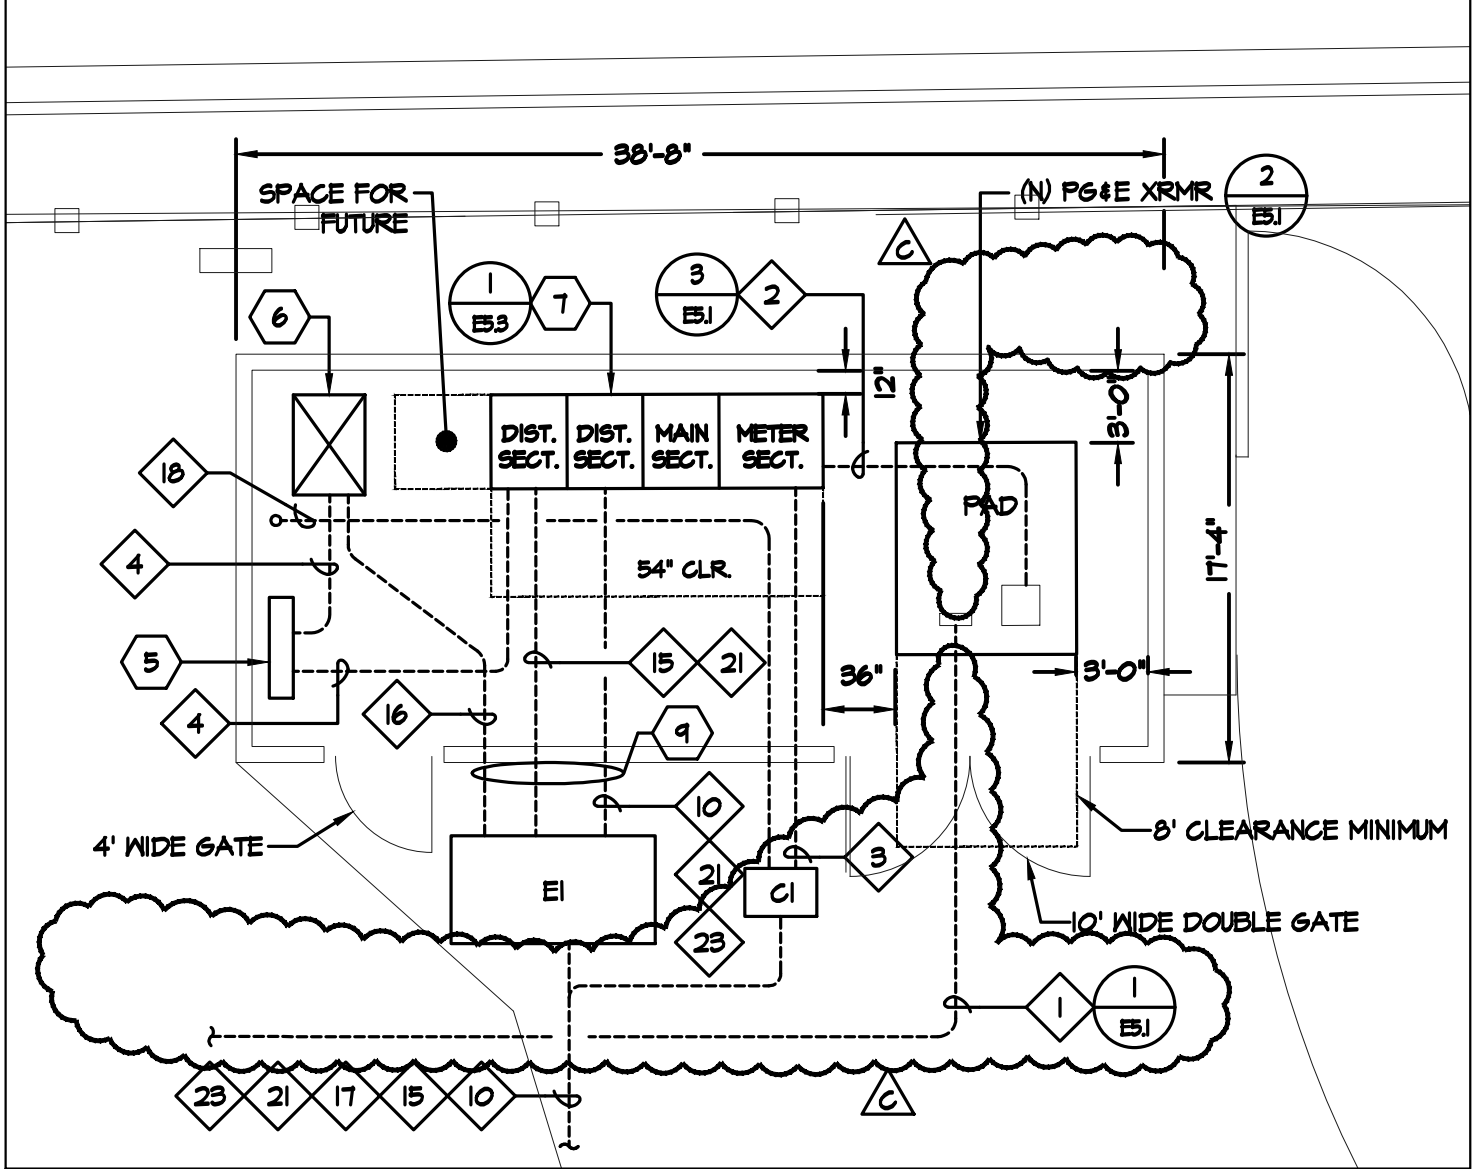 38'-8"
SPACE FOR
FUTURE
(N) PG&E XRMR
2
E5.1
C
6
1
E5.3
7
3
E5.1
2
12"
3'-0"
DIST.
SECT.
DIST.
SECT.
MAIN
SECT.
METER
SECT.
18
PAD
17'-4"
4
54" CLR.
5
15
21
36"
3'-0"
4
16
9
10
8' CLEARANCE MINIMUM
4' WIDE GATE
3
21
E1
C1
10' WIDE DOUBLE GATE
23
1
1
E5.1
23
21
17
15
10
C